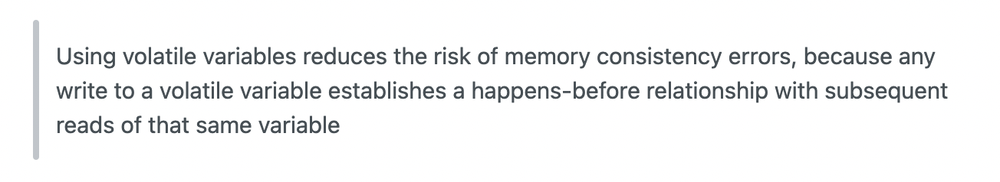 Using volatile variables reduces the risk of memory consistency errors, because any
write to a volatile variable establishes a happens-before relationship with subsequent
reads of that same variable